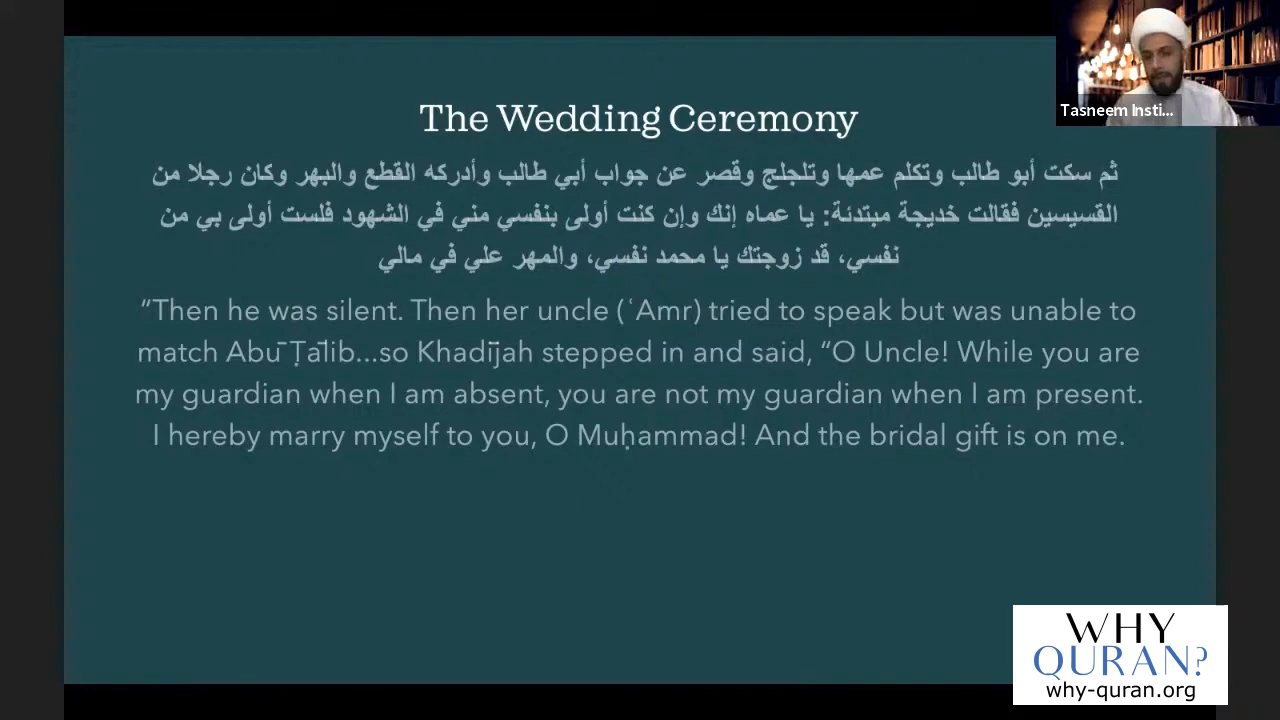 Tasneem Insti...
The Wedding Ceremony
ثم سكت أبو طالب وتكلم عمها وتلجلج وقصر عن جواب أبي طالب وأدركه القطع والبهر وكان رجلا من
القسيسين فقالت خديجة مبتدئة: يا عماه إنك وإن كنت أولى بنفسي مني في الشهود فلست أولى بي من
نفسي، قد زوجتك يا محمد نفسي، والمهر علي في مالي
“Then he was silent. Then her uncle (ʿAmr) tried to speak but was unable to
match Abū Ṭālib...so Khadījah stepped in and said, “O Uncle! While you are
my guardian when I am absent, you are not my guardian when I am present.
I hereby marry myself to you, O Muḥammad! And the bridal gift is on me.
WHY
QURAN?
why-quran.org